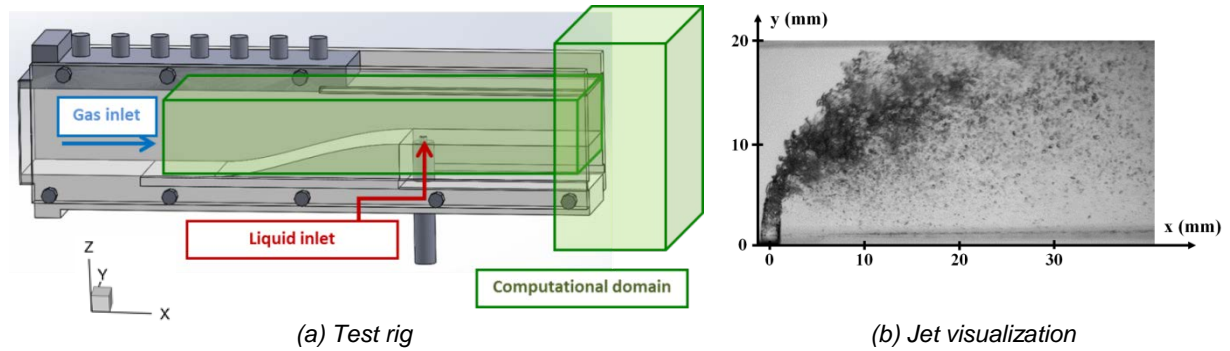 Gas inlet
Liquid inlet
Computational domain
Z
Y
X
(a) Test rig
y (mm)
20
10
0
x (mm)
0
10
20
30
(b) Jet visualization